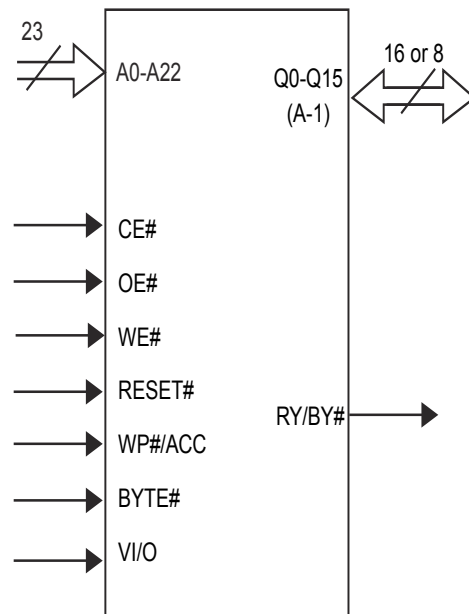 23
16 or 8
A0-A22
Q0-Q15
(A-1)
CE#
OE#
WE#
RESET#
RY/BY#
WP#/ACC
BYTE#
VI/O